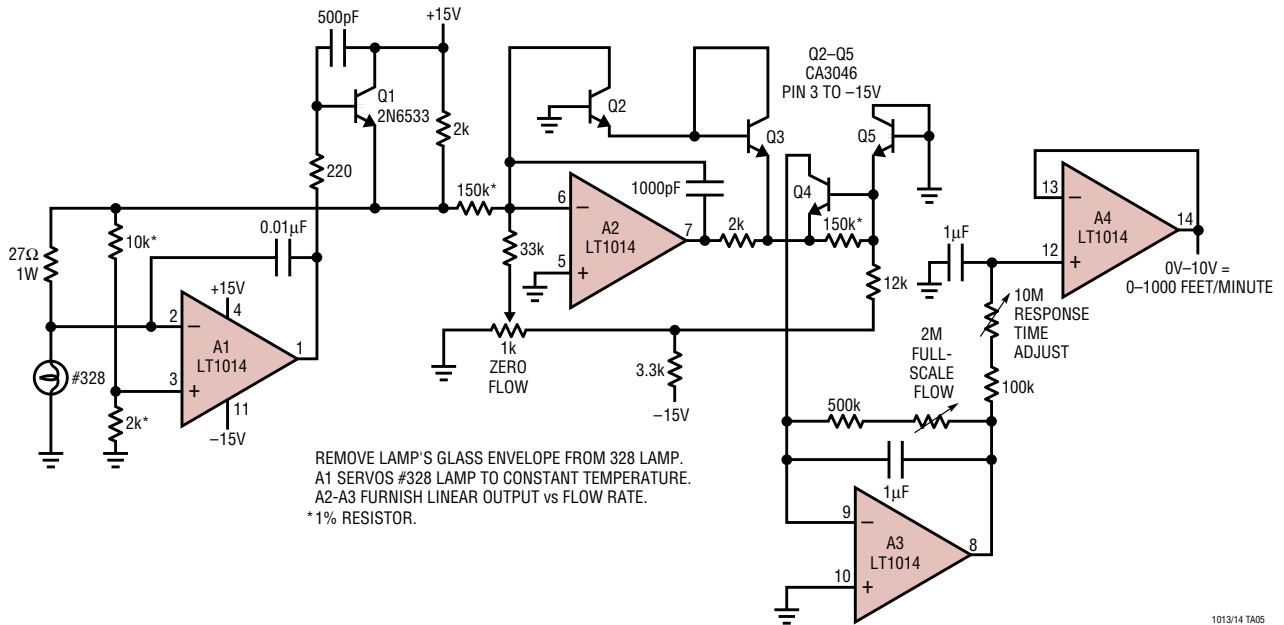 500pF
+15V
Q1
2N6533
2k
220
150k*
10k*
0.01µF
27Ω
1W
+15V
4
2
–
A1
LT1014
1
3
+
11
–15V
#328
2k*
Q2
Q3
Q2–Q5
CA3046
PIN 3 TO –15V
Q5
Q4
1000pF
6
–
A2
LT1014
7
5
+
33k
2k
150k*
12k
1k
ZERO
FLOW
3.3k
–15V
1µF
13
–
A4
LT1014
14
12
+
0V–10V =
0–1000 FEET/MINUTE
10M
RESPONSE
TIME
ADJUST
2M
FULL-
SCALE
FLOW
100k
500k
1µF
9
–
A3
LT1014
8
10
+
REMOVE LAMP'S GLASS ENVELOPE FROM 328 LAMP.
A1 SERVOS #328 LAMP TO CONSTANT TEMPERATURE.
A2-A3 FURNISH LINEAR OUTPUT vs FLOW RATE.
*1% RESISTOR.
1013/14 TA05